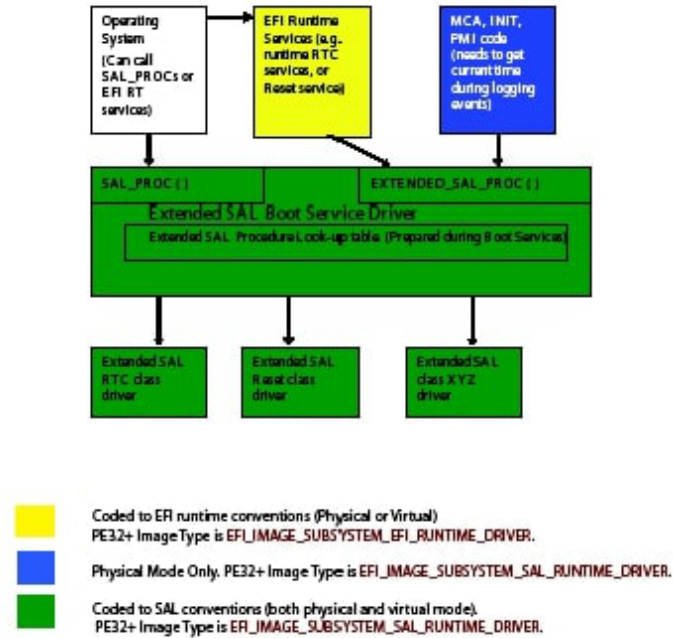 Operating
System
(Can call
SAL_PROCs or
EFI RT
services)
EFI Runtime
Services (e.g.
runtime RTC
services, or
Reset service))
MCA, INIT,
PMI code
(needs to get
current time
during logging
events)
SAL_PROC ( )
EXTENDED_SAL_PROC ( )
Extended SAL Boot Service Driver
Extended SAL Procedure Look-up table (Prepared during Boot Services)
Extended SAL
RTC class
driver
Extended SAL
Reset class
driver
Extended SAL
class XYZ
driver
Coded to EFI runtime conventions (Physical or Virtual)
PE32+ Image Type is EFI_IMAGE_SUBSYSTEM_EFI_RUNTIME_DRIVER.
Physical Mode Only. PE32+ Image Type is EFI_IMAGE_SUBSYSTEM_SAL_RUNTIME_DRIVER.
Coded to SAL conventions (both physical and virtual mode).
PE32+ Image Type is EFI_IMAGE_SUBSYSTEM_SAL_RUNTIME_DRIVER.